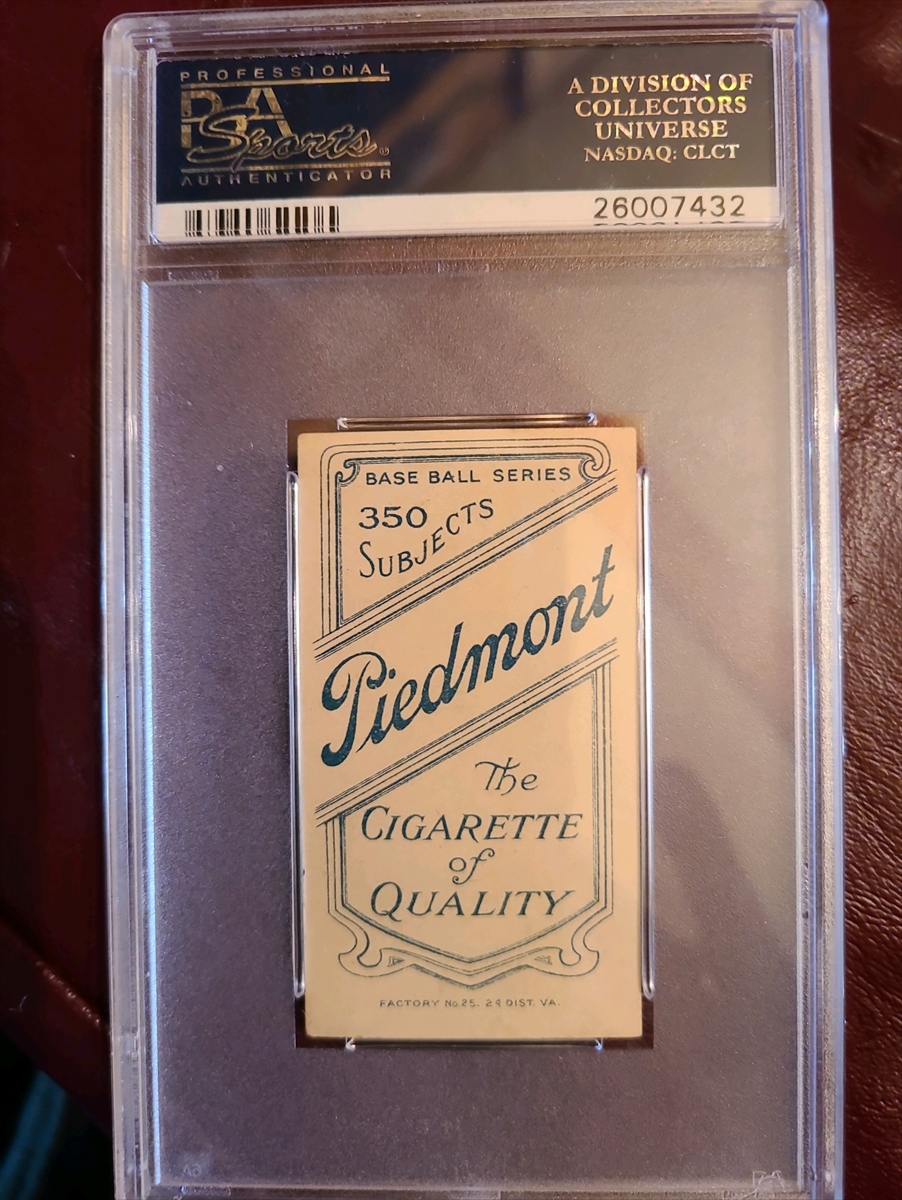 PROFESSIONAL
PSA
Sports
AUTHENTICATOR
A DIVISION OF
COLLECTORS
UNIVERSE
NASDAQ: CLCT
26007432
BASE BALL SERIES
350
SUBJECTS
Piedmont
The
CIGARETTE
of
QUALITY
FACTORY No. 25. 2d DIST. VA.